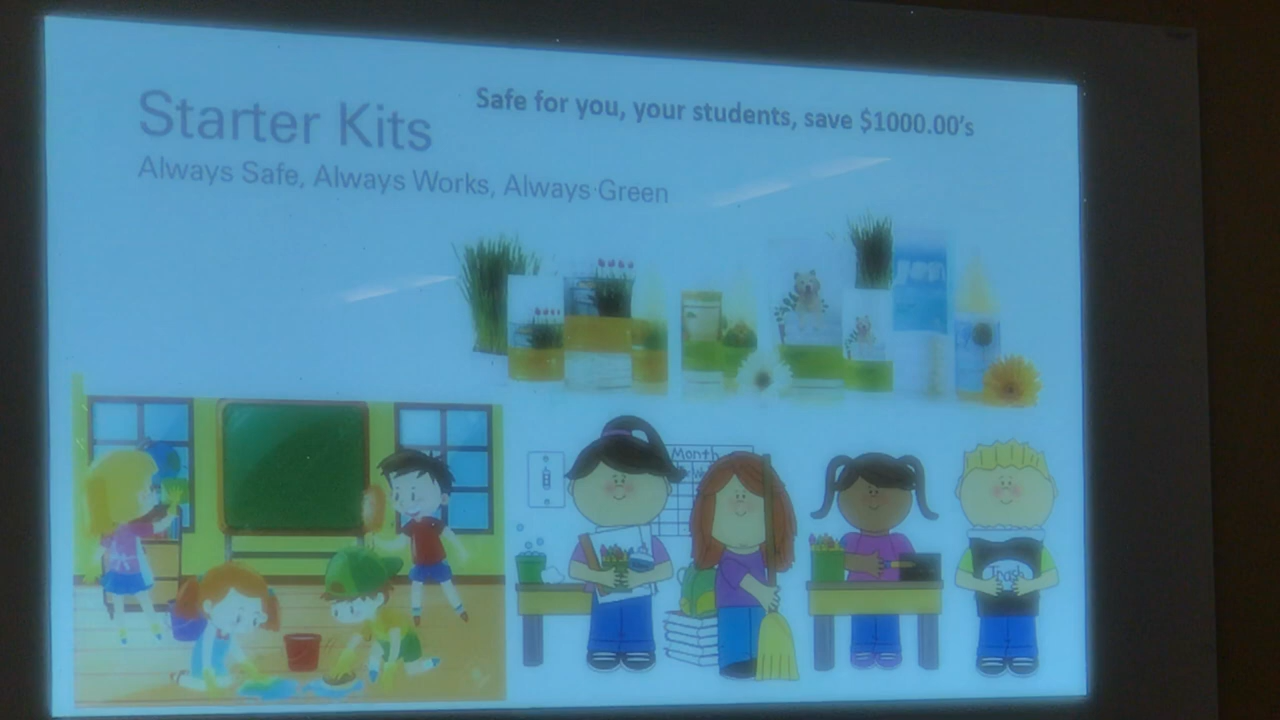 Starter Kits
Safe for you, your students, save $1000.00's
Always Safe, Always Works, Always Green
Month
Trash